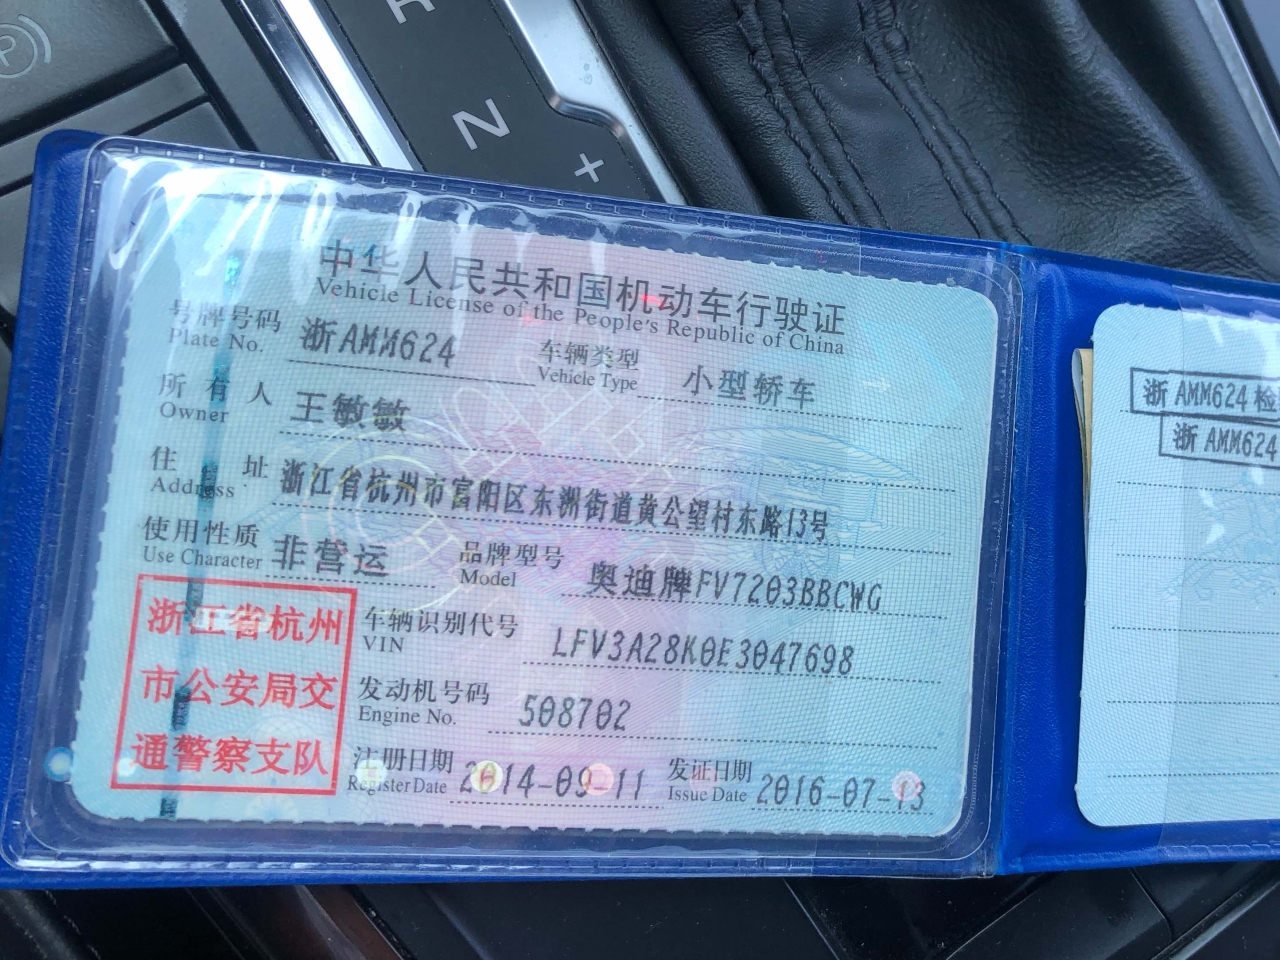 R
N
+
P
中华人民共和国机动车行驶证
Vehicle License of the People's Republic of China
号牌号码 浙AMM624 车辆类型 小型轿车
Plate No. Vehicle Type
所有人 王敏敏
Owner
住址 浙江省杭州市富阳区东洲街道黄公望村东路13号
Address
使用性质 非营运 品牌型号 奥迪牌FV7203BBCWG
Use Character Model
浙江省杭州
市公安局交
通警察支队
车辆识别代号 LFV3A28K0E3047698
VIN
发动机号码 508702
Engine No.
注册日期 2014-09-11 发证日期 2016-07-13
Register Date Issue Date
浙AMM624检
浙AMM624